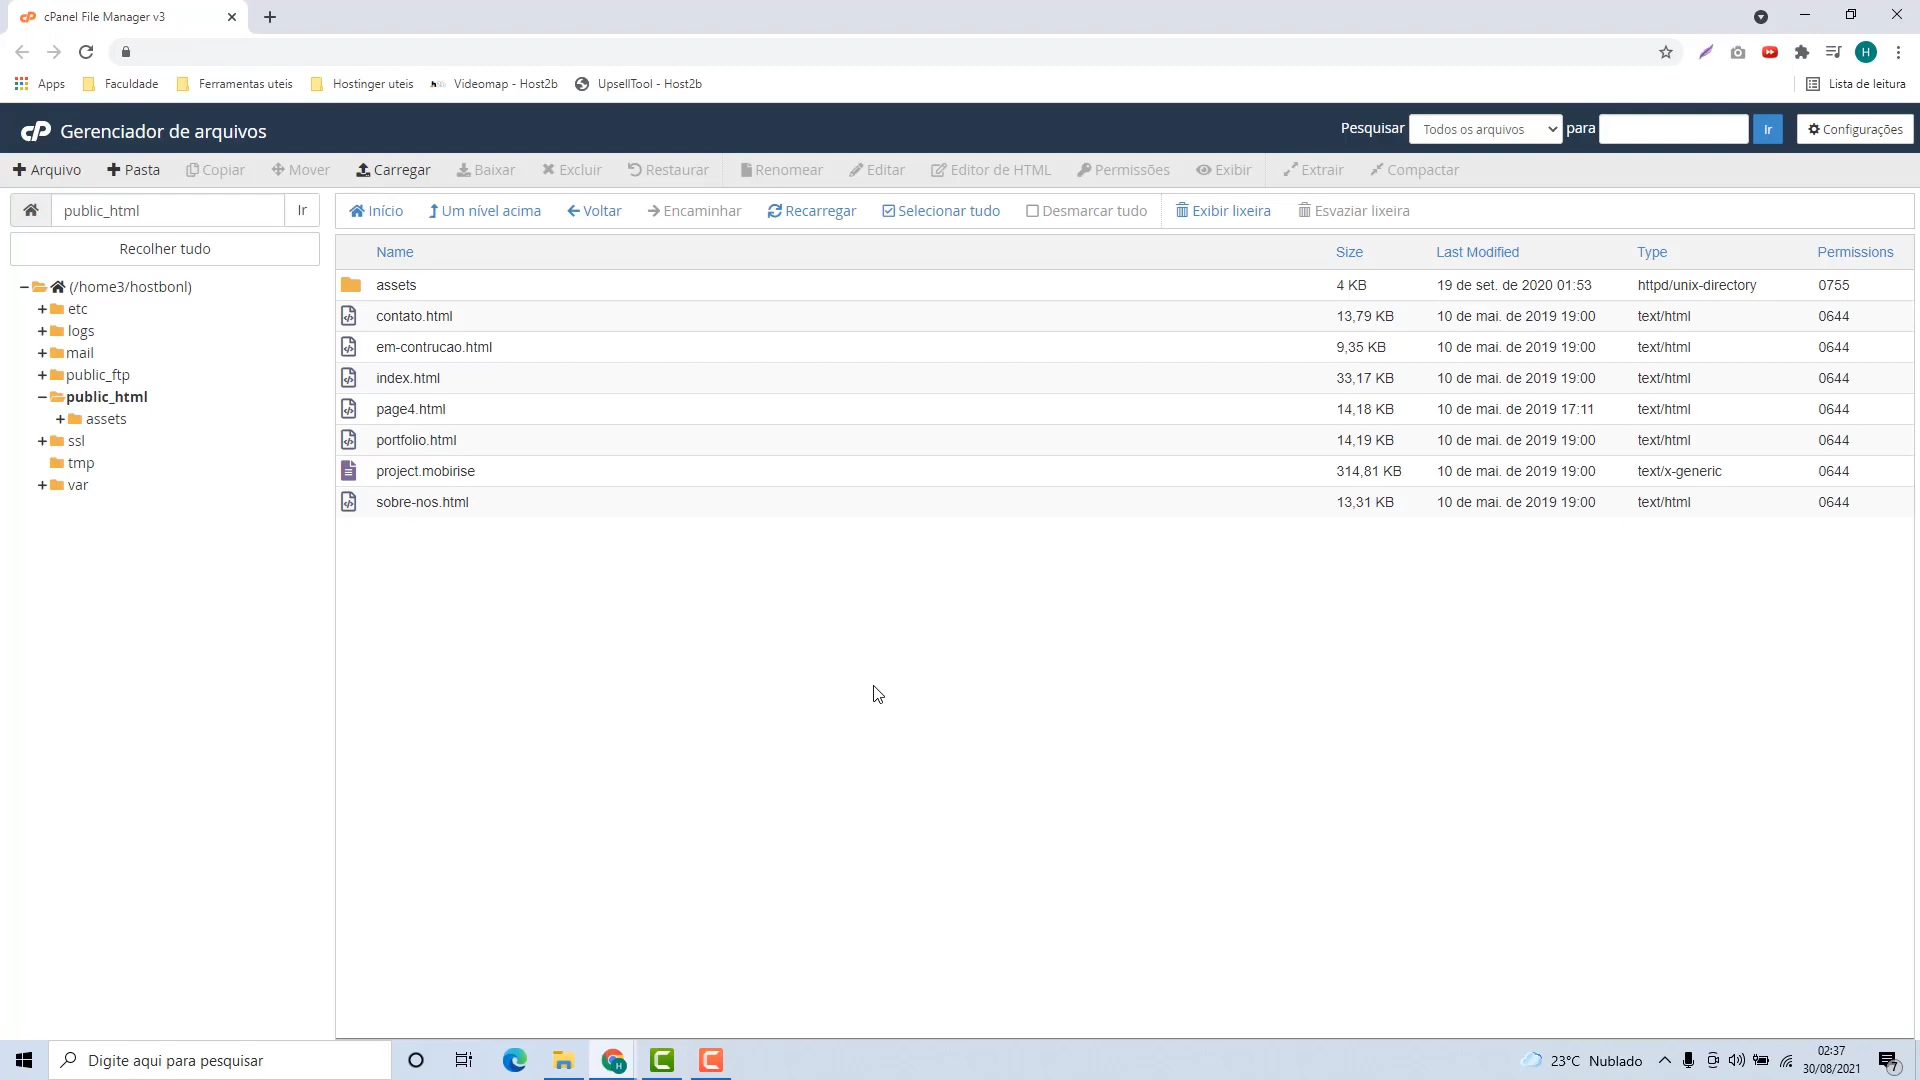 cPanel File Manager v3
H
Apps Faculdade Ferramentas uteis Hostinger uteis Videomap - Host2b UpsellTool - Host2b Lista de leitura
cP Gerenciador de arquivos Pesquisar Todos os arquivos para Ir Configurações
Arquivo Pasta Copiar Mover Carregar Baixar Excluir Restaurar Renomear Editar Editor de HTML Permissões Exibir Extrair Compactar
public_html Ir Início Um nível acima Voltar Encaminhar Recarregar Selecionar tudo Desmarcar tudo Exibir lixeira Esvaziar lixeira
Recolher tudo
(/home3/hostbonl)
etc
logs
mail
public_ftp
public_html
assets
ssl
tmp
var
Name Size Last Modified Type Permissions
assets 4 KB 19 de set. de 2020 01:53 httpd/unix-directory 0755
contato.html 13,79 KB 10 de mai. de 2019 19:00 text/html 0644
em-contrucao.html 9,35 KB 10 de mai. de 2019 19:00 text/html 0644
index.html 33,17 KB 10 de mai. de 2019 19:00 text/html 0644
page4.html 14,18 KB 10 de mai. de 2019 17:11 text/html 0644
portfolio.html 14,19 KB 10 de mai. de 2019 19:00 text/html 0644
project.mobirise 314,81 KB 10 de mai. de 2019 19:00 text/x-generic 0644
sobre-nos.html 13,31 KB 10 de mai. de 2019 19:00 text/html 0644
Digite aqui para pesquisar 23°C Nublado 02:37
30/08/2021 7